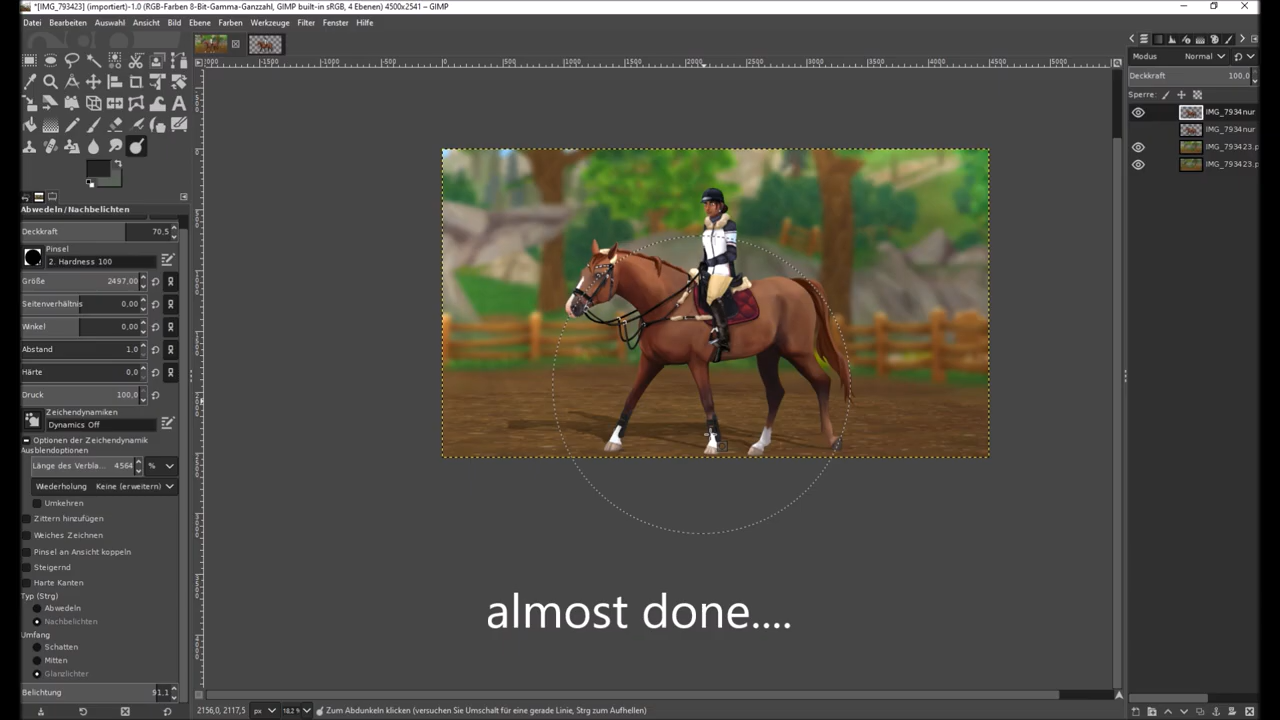 *[IMG_793423] (importiert)-1.0 (RGB-Farben 8-Bit-Gamma-Ganzzahl, GIMP built-in sRGB, 4 Ebenen) 4500x2541 – GIMP
Datei Bearbeiten Auswahl Ansicht Bild Ebene Farben Werkzeuge Filter Fenster Hilfe
Modus Normal
Deckkraft 100,0
Sperre:
IMG_7934nur
IMG_7934nur
IMG_793423.p
IMG_793423.p
Abwedeln/Nachbelichten
Deckkraft 70,5
Pinsel
2. Hardness 100
Größe 2497,00
Seitenverhältnis 0,00
Winkel 0,00
Abstand 1,0
Härte 0,0
Druck 100,0
Zeichendynamiken
Dynamics Off
Optionen der Zeichendynamik
Ausblendoptionen
Länge des Verbla... 4564 %
Wiederholung Keine (erweitern)
Umkehren
Zittern hinzufügen
Weiches Zeichnen
Pinsel an Ansicht koppeln
Steigernd
Harte Kanten
Typ (Strg)
Abwedeln
Nachbelichten
Umfang
Schatten
Mitten
Glanzlichter
Belichtung 91,1
almost done....
2156,0, 2117,5 px 18,2 % Zum Abdunkeln klicken (versuchen Sie Umschalt für eine gerade Linie, Strg zum Aufhellen)